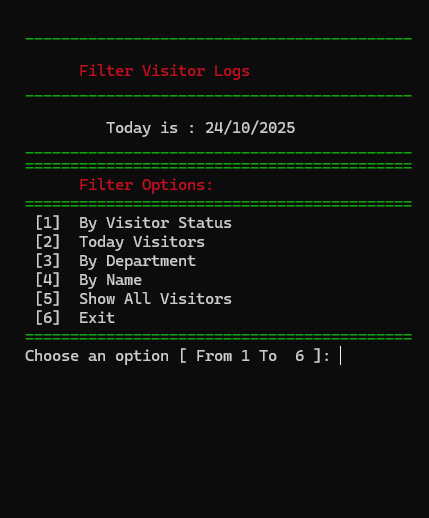 ===========================================
Filter Visitor Logs
===========================================
Today is : 24/10/2025
===========================================
===========================================
Filter Options:
===========================================
[1]  By Visitor Status
[2]  Today Visitors
[3]  By Department
[4]  By Name
[5]  Show All Visitors
[6]  Exit
===========================================
Choose an option [ From 1 To  6 ]: